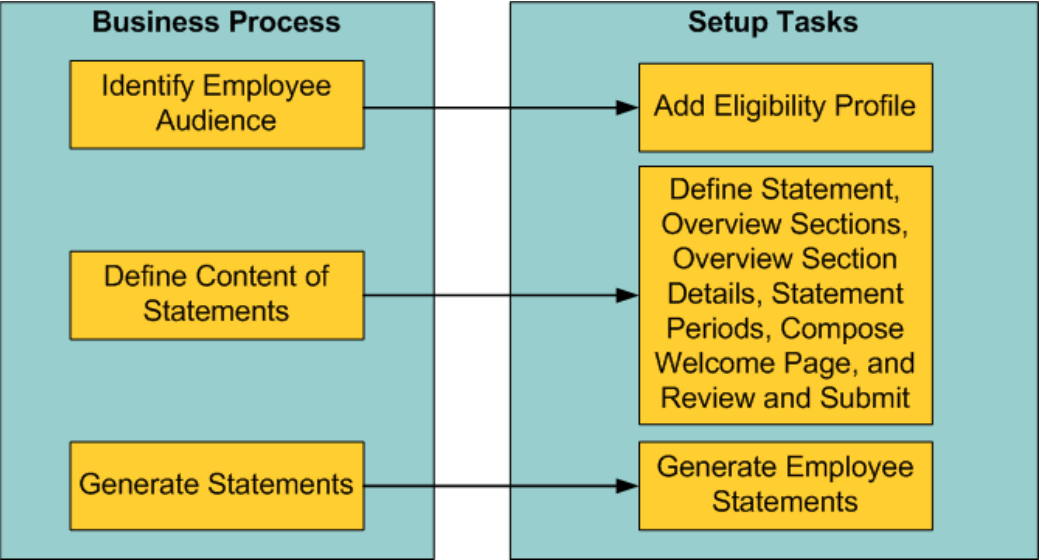 Business Process
Identify Employee
Audience
Define Content of
Statements
Generate Statements
Setup Tasks
Add Eligibility Profile
Define Statement,
Overview Sections,
Overview Section
Details, Statement
Periods, Compose
Welcome Page, and
Review and Submit
Generate Employee
Statements